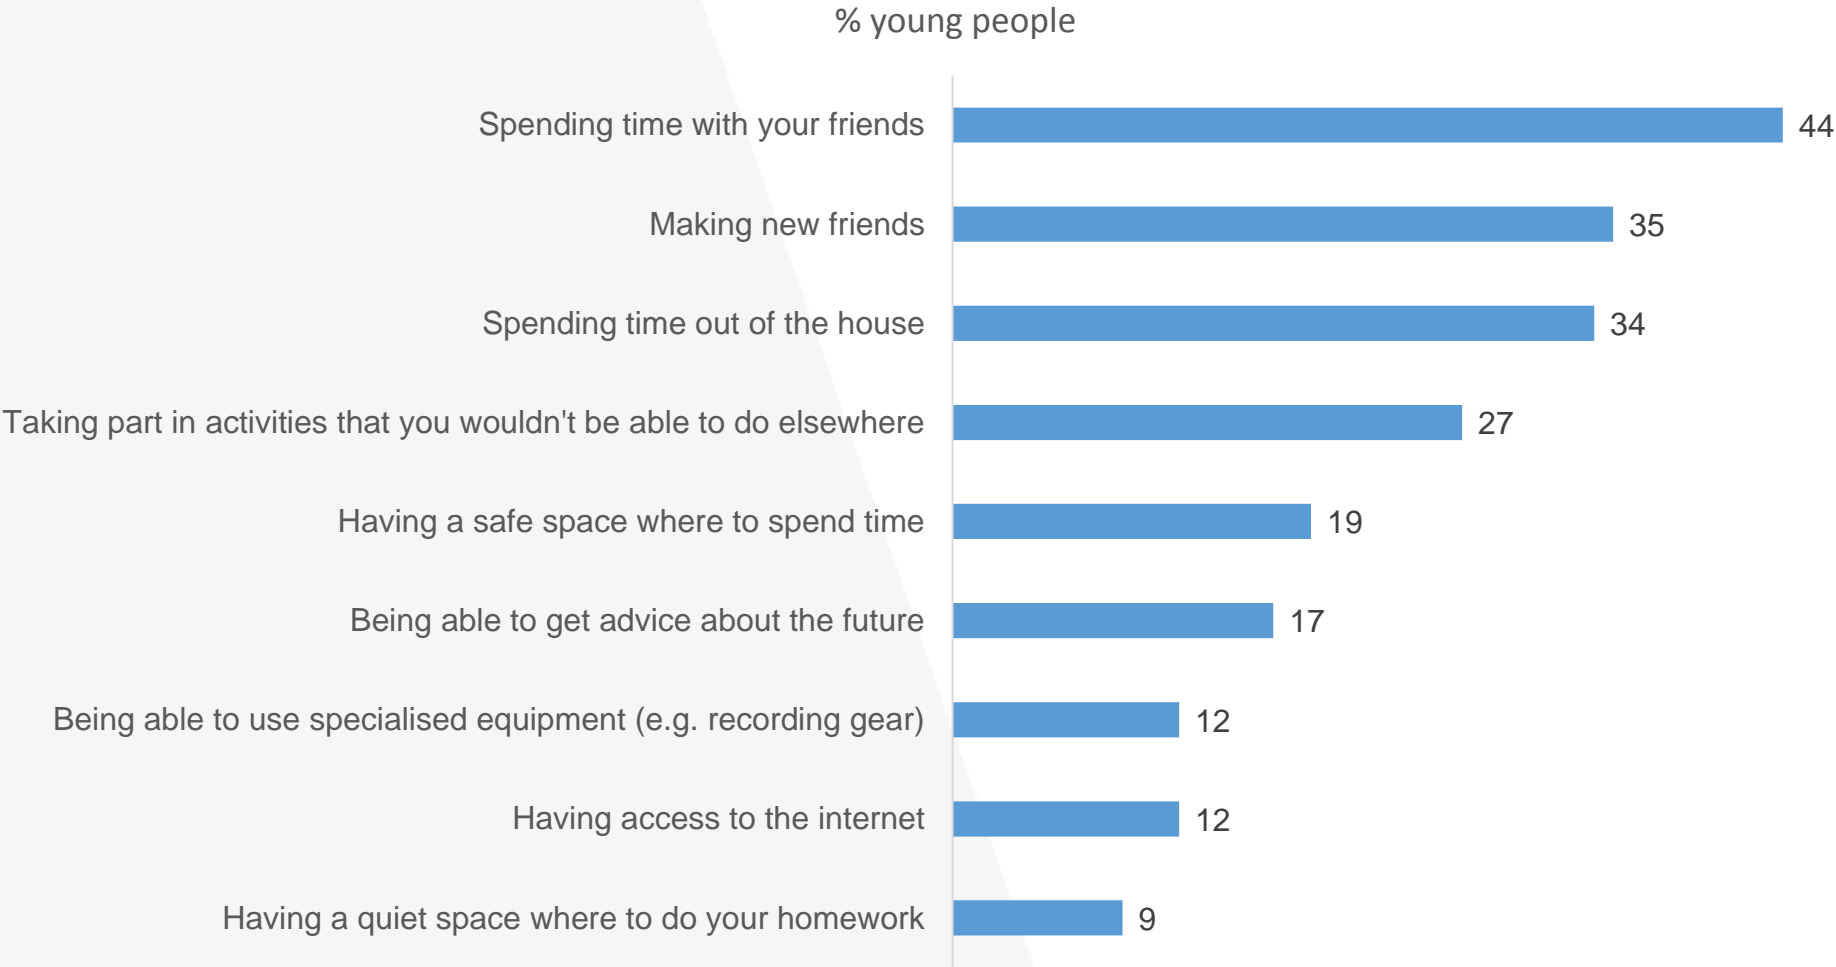 % young people
Spending time with your friends 44
Making new friends 35
Spending time out of the house 34
Taking part in activities that you wouldn't be able to do elsewhere 27
Having a safe space where to spend time 19
Being able to get advice about the future 17
Being able to use specialised equipment (e.g. recording gear) 12
Having access to the internet 12
Having a quiet space where to do your homework 9